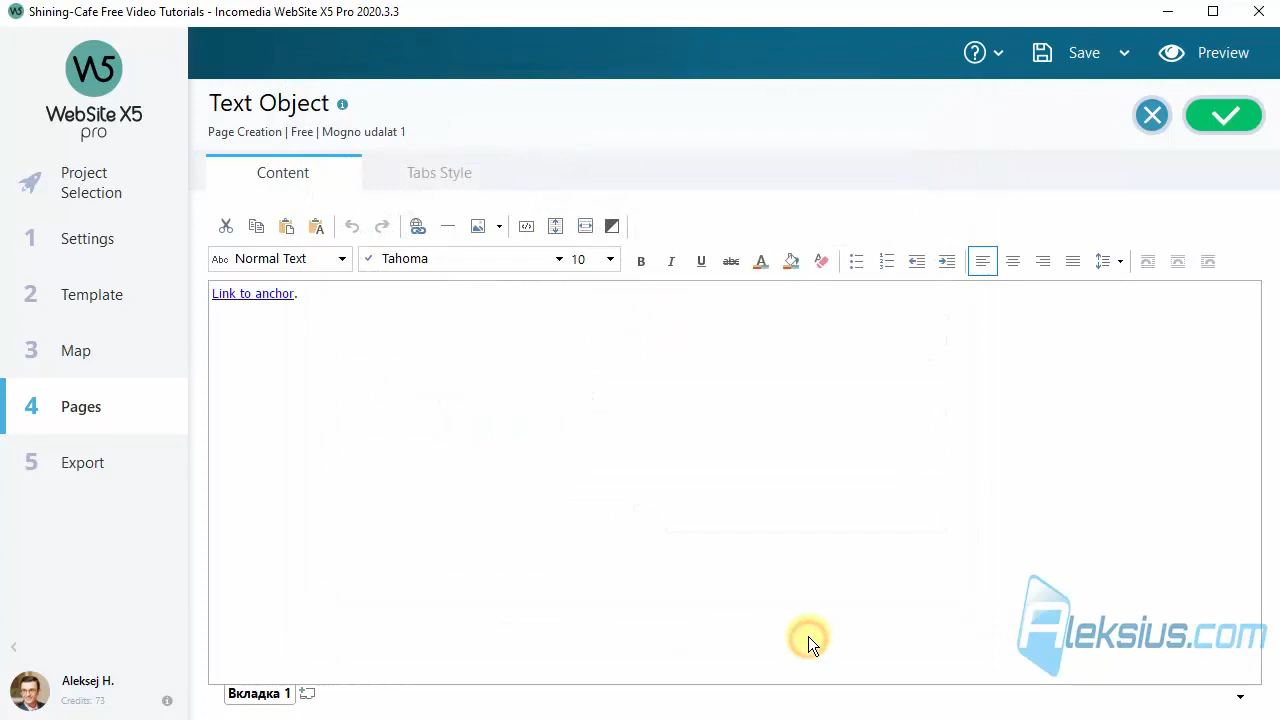 Shining-Cafe Free Video Tutorials - Incomedia WebSite X5 Pro 2020.3.3
W5
WebSite X5
pro
Save
Preview
Text Object
Page Creation | Free | Mogno udalat 1
Content
Tabs Style
Project
Selection
1 Settings
2 Template
3 Map
4 Pages
5 Export
Abc Normal Text
Tahoma
10
B I U abc A
Link to anchor.
Aleksius.com
Aleksej H.
Credits: 73
Вкладка 1